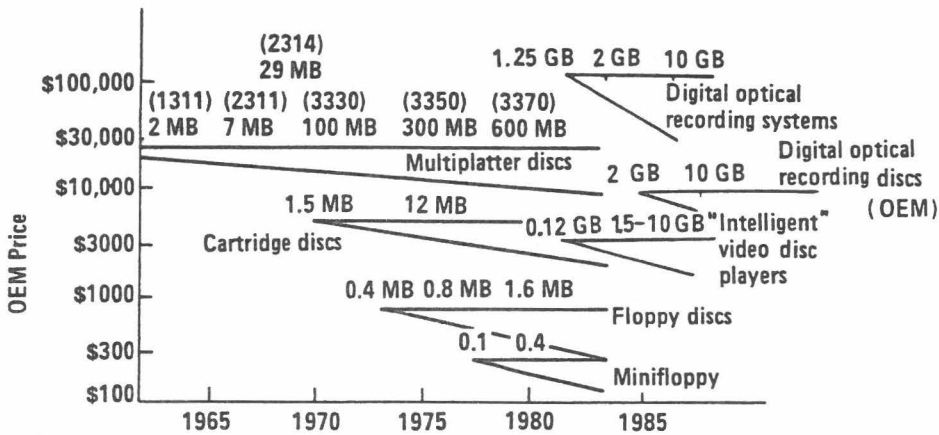 (2314)
29 MB
1.25 GB 2 GB 10 GB
$100,000
(1311) (2311) (3330) (3350) (3370)
2 MB 7 MB 100 MB 300 MB 600 MB
Digital optical
recording systems
$30,000
Multiplatter discs
Digital optical
recording discs
(OEM)
2 GB 10 GB
$10,000
1.5 MB 12 MB
Cartridge discs
0.12 GB 1.5–10 GB "Intelligent"
video disc
players
$3000
OEM Price
$1000
0.4 MB 0.8 MB 1.6 MB
Floppy discs
0.1 0.4
$300
Minifloppy
$100
1965 1970 1975 1980 1985